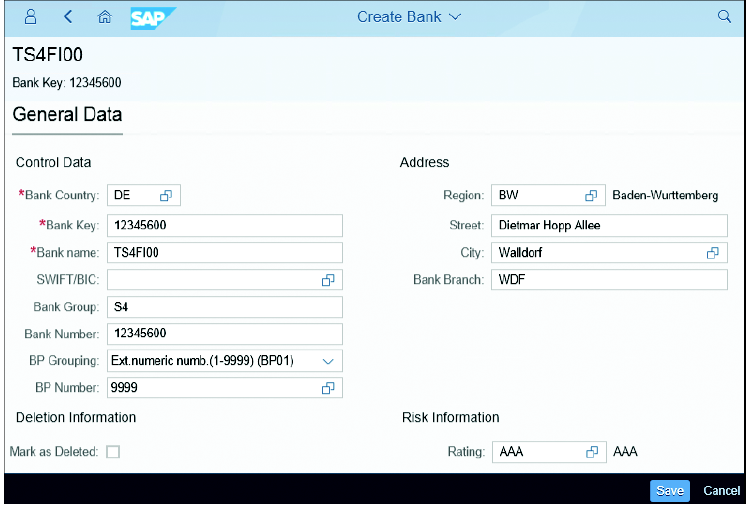 SAP Create Bank
TS4FI00
Bank Key: 12345600
General Data
Control Data
*Bank Country: DE
*Bank Key: 12345600
*Bank name: TS4FI00
SWIFT/BIC:
Bank Group: S4
Bank Number: 12345600
BP Grouping: Ext.numeric numb.(1-9999) (BP01)
BP Number: 9999
Address
Region: BW Baden-Wurttemberg
Street: Dietmar Hopp Allee
City: Walldorf
Bank Branch: WDF
Deletion Information
Mark as Deleted:
Risk Information
Rating: AAA AAA
Save Cancel